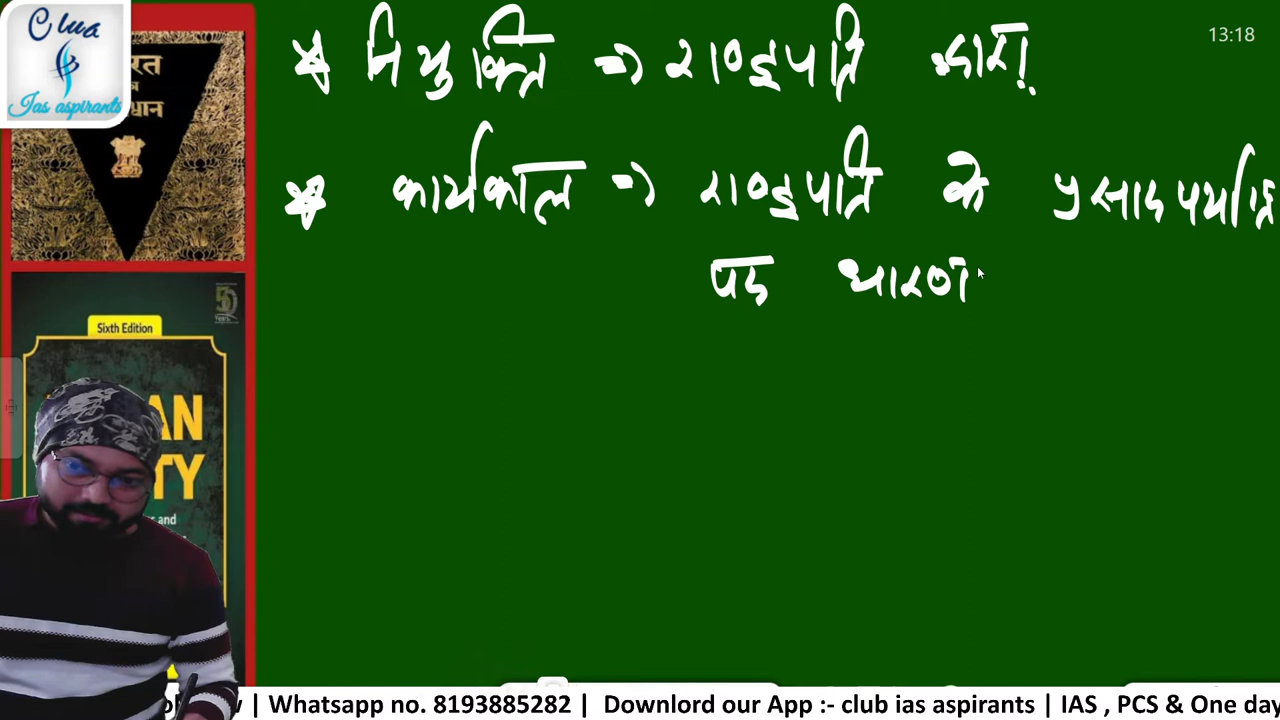 Clua
Ias aspirants
13:18
* नियुक्ति => राष्ट्रपति द्वारा
* कार्यकाल => राष्ट्रपति के प्रसादपर्यन्त
पद धारण
Sixth Edition
| Whatsapp no. 8193885282 | Downlord our App :- club ias aspirants | IAS , PCS & One day